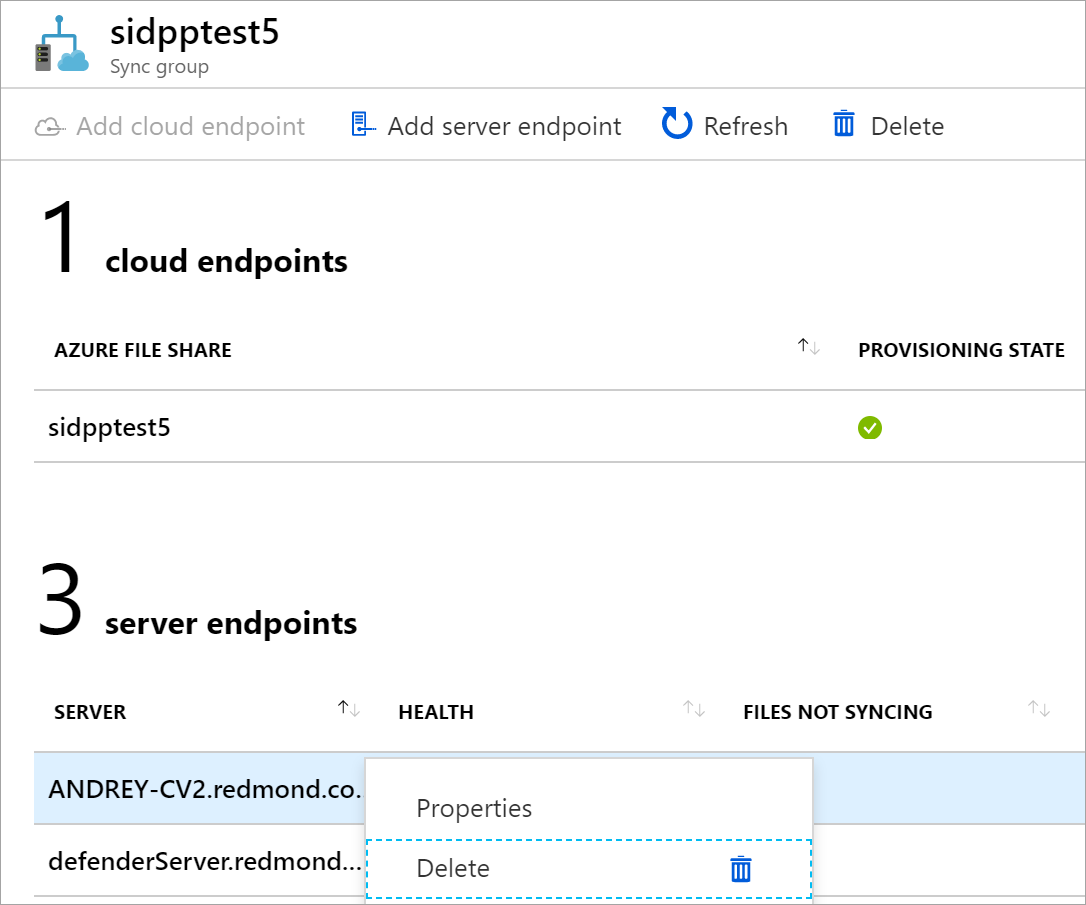 sidpptest5
Sync group
Add cloud endpoint Add server endpoint Refresh Delete
1 cloud endpoints
AZURE FILE SHARE PROVISIONING STATE
sidpptest5
3 server endpoints
SERVER HEALTH FILES NOT SYNCING
ANDREY-CV2.redmond.co.
Properties
defenderServer.redmond...
Delete